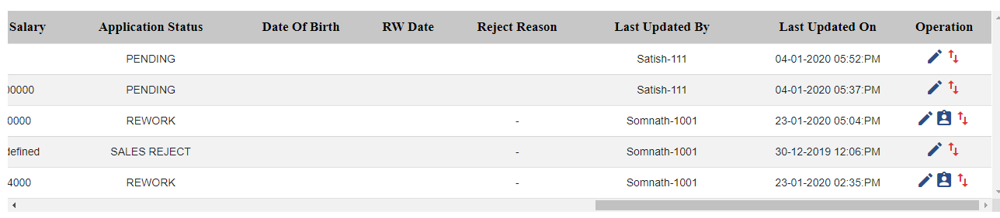 Salary Application Status Date Of Birth RW Date Reject Reason Last Updated By Last Updated On Operation
PENDING Satish-111 04-01-2020 05:52:PM
00000 PENDING Satish-111 04-01-2020 05:37:PM
0000 REWORK - Somnath-1001 23-01-2020 05:04:PM
defined SALES REJECT - Somnath-1001 30-12-2019 12:06:PM
4000 REWORK - Somnath-1001 23-01-2020 02:35:PM